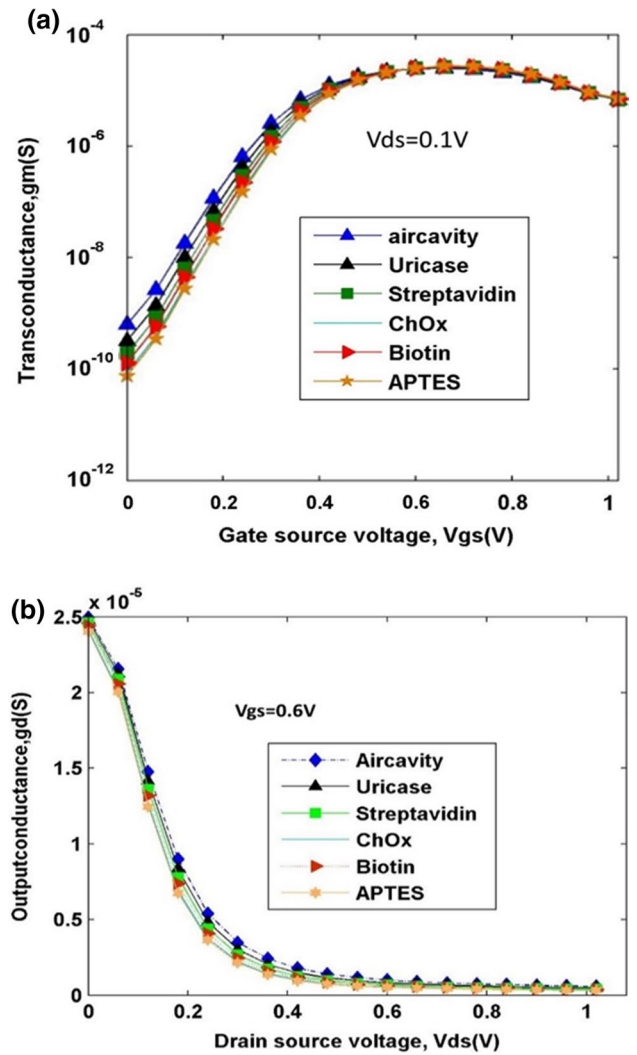 (a)
Transconductance,gm(S)
10^-4
10^-6
10^-8
10^-10
10^-12
Vds=0.1V
aircavity
Uricase
Streptavidin
ChOx
Biotin
APTES
0 0.2 0.4 0.6 0.8 1
Gate source voltage, Vgs(V)
(b)
x 10^-5
Outputconductance,gd(S)
2.5
2
1.5
1
0.5
0
Vgs=0.6V
Aircavity
Uricase
Streptavidin
ChOx
Biotin
APTES
0 0.2 0.4 0.6 0.8 1
Drain source voltage, Vds(V)